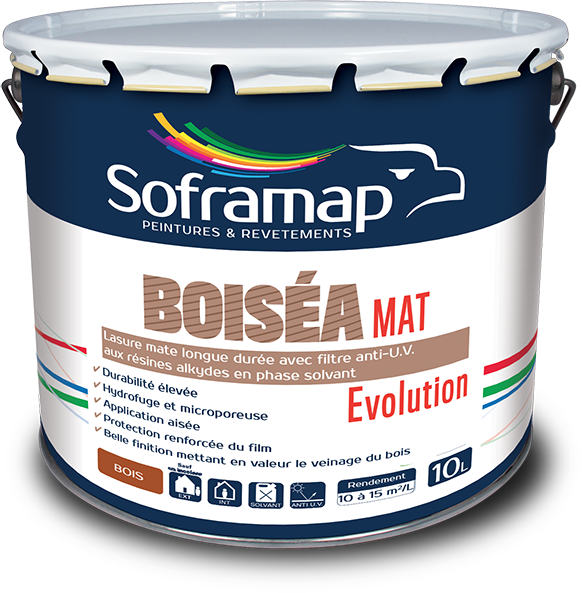 Soframap
PEINTURES & REVETEMENTS
BOISÉA MAT
Lasure mate longue durée avec filtre anti-U.V.
aux résines alkydes en phase solvant
Evolution
✓ Durabilité élevée
✓ Hydrofuge et microporeuse
✓ Application aisée
✓ Protection renforcée du film
✓ Belle finition mettant en valeur le veinage du bois
BOIS
Sauf
EXT
INT
SOLVANT
ANTI U.V
Rendement
10 à 15 m²/L
10L